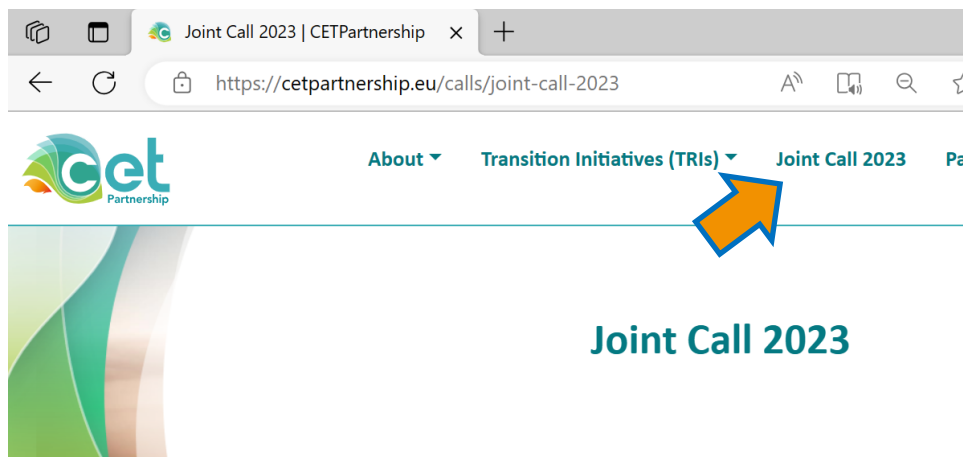 Joint Call 2023 | CETPartnership
https://cetpartnership.eu/calls/joint-call-2023
cet
Partnership
About
Transition Initiatives (TRIs)
Joint Call 2023
Pa
Joint Call 2023